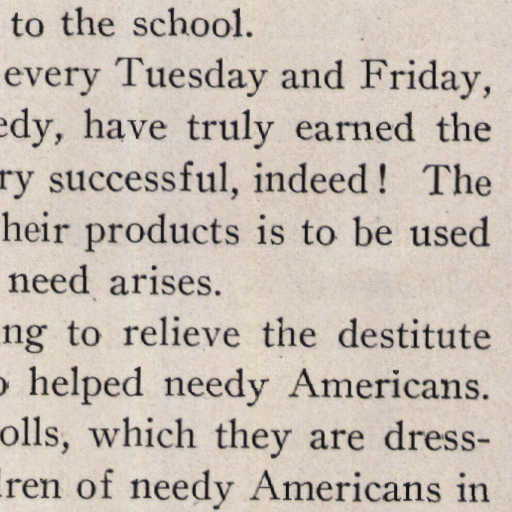 to the school.
every Tuesday and Friday,
edy, have truly earned the
ry successful, indeed! The
heir products is to be used
need arises.
ng to relieve the destitute
helped needy Americans.
olls, which they are dress-
ren of needy Americans in